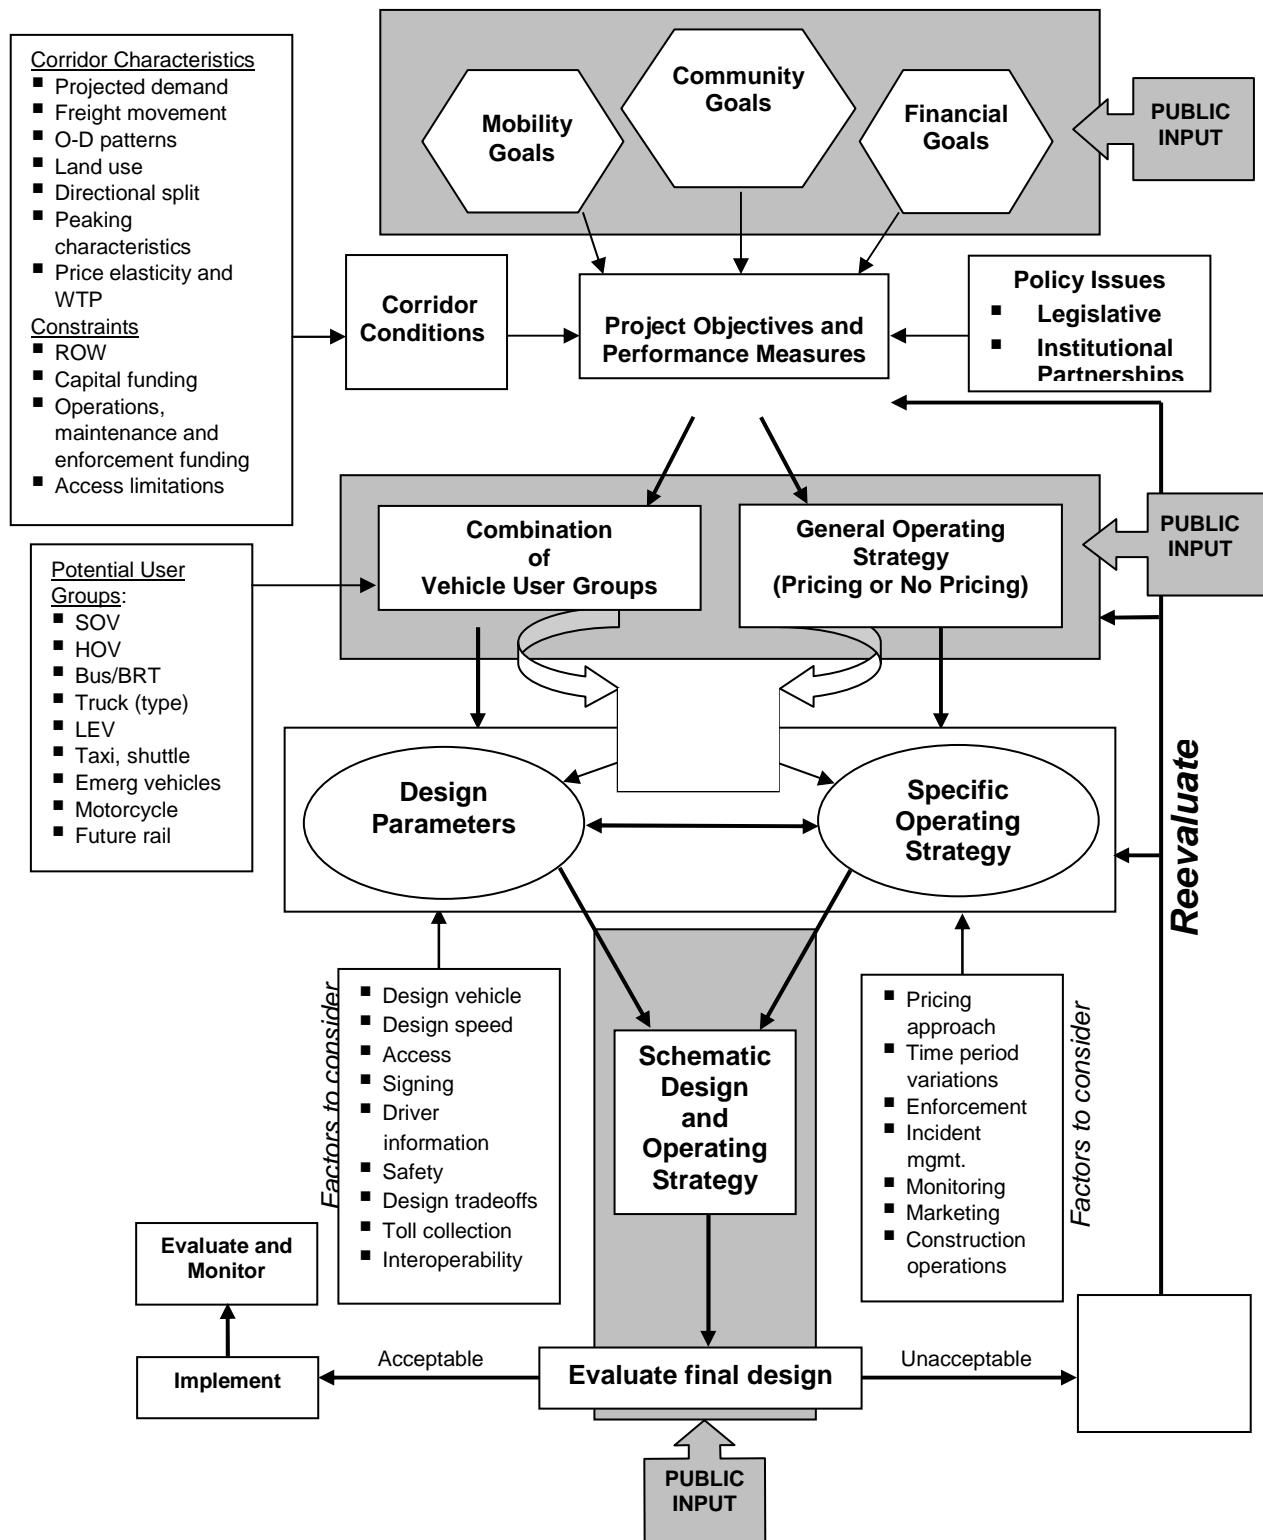 Corridor Characteristics
▪ Projected demand
▪ Freight movement
▪ O-D patterns
▪ Land use
▪ Directional split
▪ Peaking
characteristics
▪ Price elasticity and
WTP
Constraints
▪ ROW
▪ Capital funding
▪ Operations,
maintenance and
enforcement funding
▪ Access limitations
Mobility
Goals
Community
Goals
Financial
Goals
PUBLIC
INPUT
Corridor
Conditions
Project Objectives and
Performance Measures
Policy Issues
▪ Legislative
▪ Institutional
Partnerships
Potential User
Groups:
▪ SOV
▪ HOV
▪ Bus/BRT
▪ Truck (type)
▪ LEV
▪ Taxi, shuttle
▪ Emerg vehicles
▪ Motorcycle
▪ Future rail
Combination
of
Vehicle User Groups
General Operating
Strategy
(Pricing or No Pricing)
PUBLIC
INPUT
Design
Parameters
Specific
Operating
Strategy
Reevaluate
Factors to consider
▪ Design vehicle
▪ Design speed
▪ Access
▪ Signing
▪ Driver
information
▪ Safety
▪ Design tradeoffs
▪ Toll collection
▪ Interoperability
Schematic
Design
and
Operating
Strategy
▪ Pricing
approach
▪ Time period
variations
▪ Enforcement
▪ Incident
mgmt.
▪ Monitoring
▪ Marketing
▪ Construction
operations
Factors to consider
Evaluate and
Monitor
Implement
Acceptable
Evaluate final design
Unacceptable
PUBLIC
INPUT